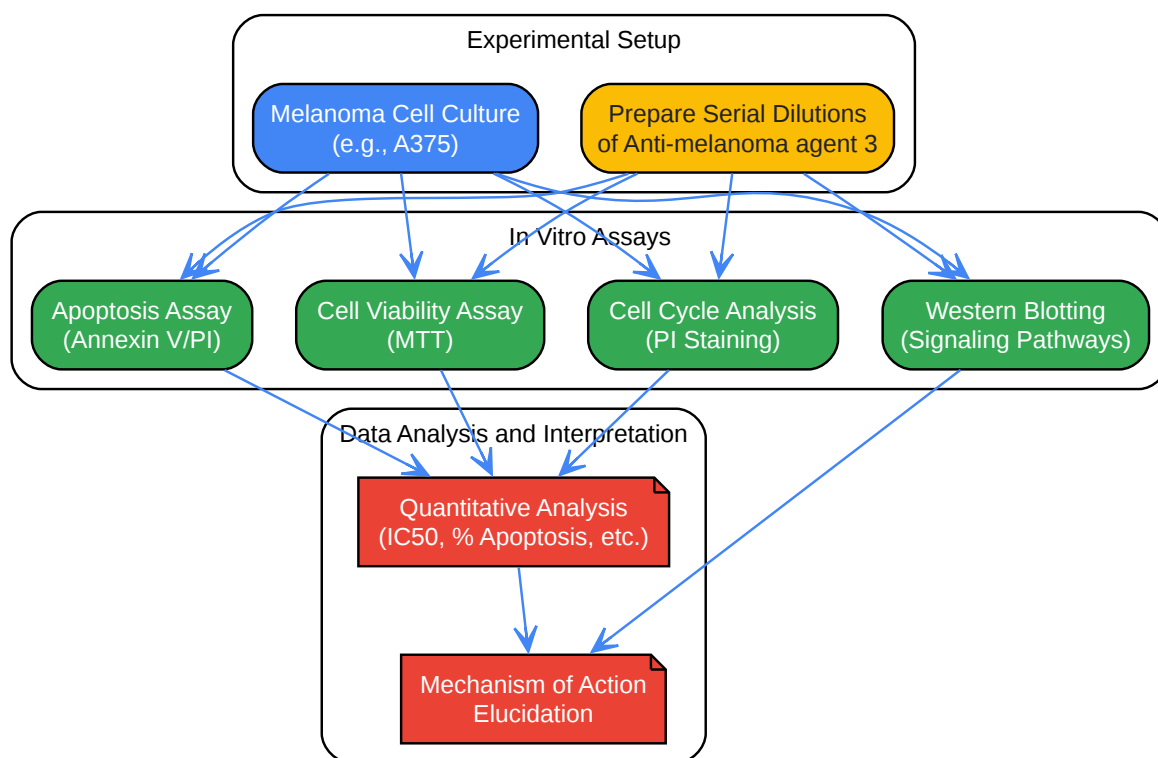 Experimental Setup
Melanoma Cell Culture
(e.g., A375)
Prepare Serial Dilutions
of Anti-melanoma agent 3
In Vitro Assays
Apoptosis Assay
(Annexin V/PI)
Cell Viability Assay
(MTT)
Cell Cycle Analysis
(PI Staining)
Western Blotting
(Signaling Pathways)
Data Analysis and Interpretation
Quantitative Analysis
(IC50, % Apoptosis, etc.)
Mechanism of Action
Elucidation